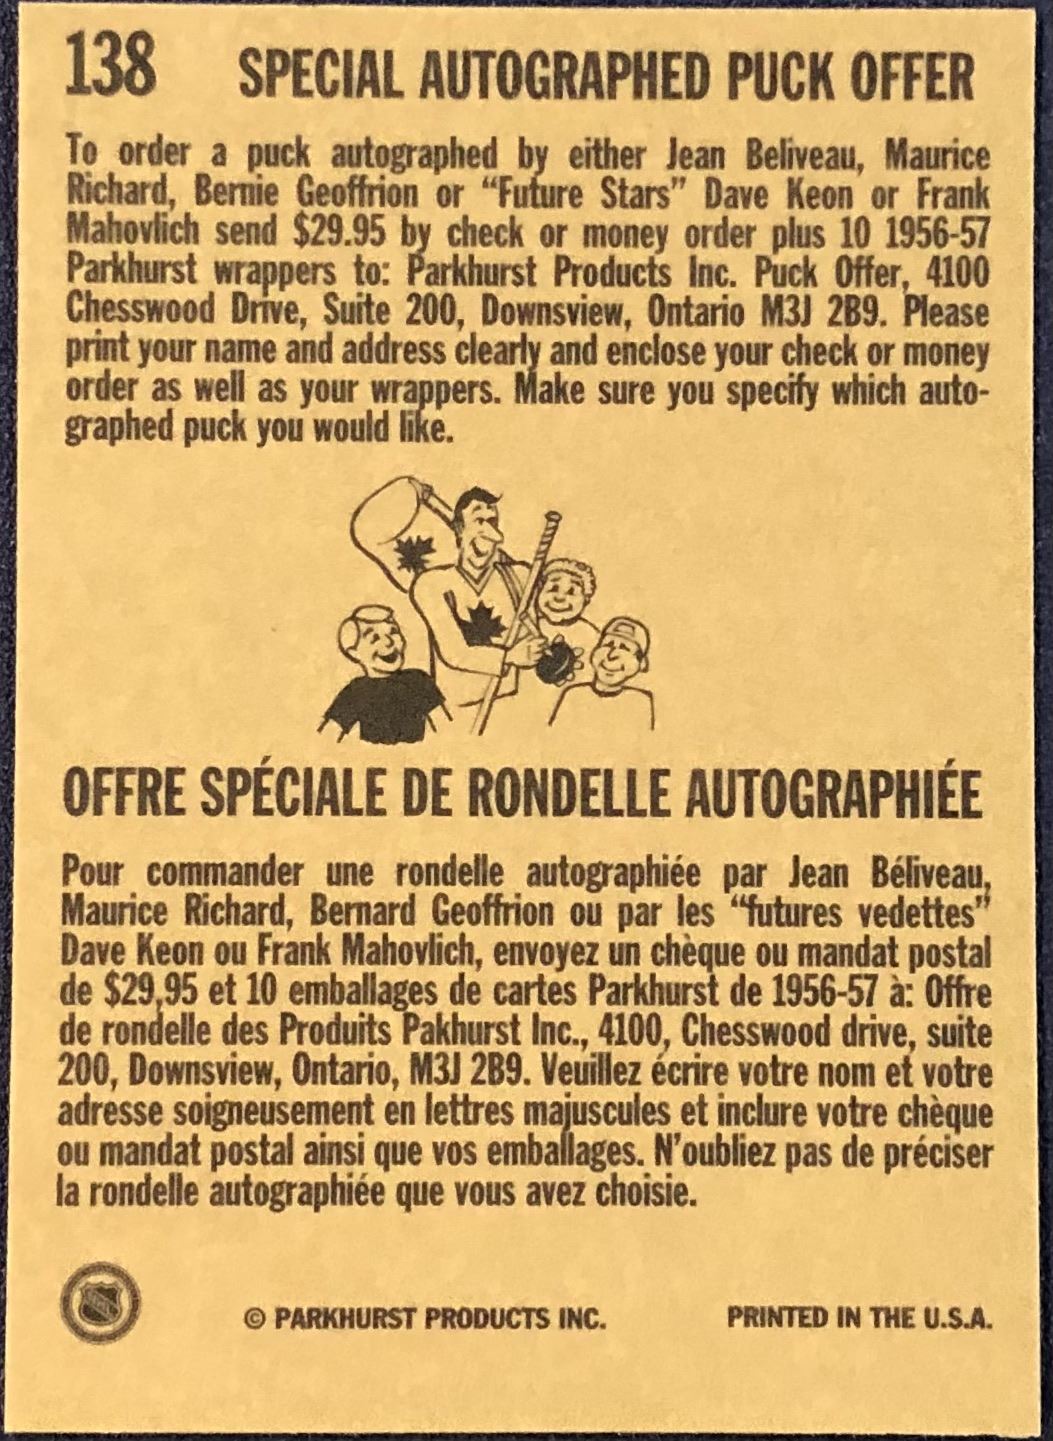 138 SPECIAL AUTOGRAPHED PUCK OFFER
To order a puck autographed by either Jean Beliveau, Maurice
Richard, Bernie Geoffrion or “Future Stars” Dave Keon or Frank
Mahovlich send $29.95 by check or money order plus 10 1956-57
Parkhurst wrappers to: Parkhurst Products Inc. Puck Offer, 4100
Chesswood Drive, Suite 200, Downsview, Ontario M3J 2B9. Please
print your name and address clearly and enclose your check or money
order as well as your wrappers. Make sure you specify which auto-
graphed puck you would like.
OFFRE SPÉCIALE DE RONDELLE AUTOGRAPHIÉE
Pour commander une rondelle autographiée par Jean Béliveau,
Maurice Richard, Bernard Geoffrion ou par les “futures vedettes”
Dave Keon ou Frank Mahovlich, envoyez un chèque ou mandat postal
de $29,95 et 10 emballages de cartes Parkhurst de 1956-57 à: Offre
de rondelle des Produits Pakhurst Inc., 4100, Chesswood drive, suite
200, Downsview, Ontario, M3J 2B9. Veuillez écrire votre nom et votre
adresse soigneusement en lettres majuscules et inclure votre chèque
ou mandat postal ainsi que vos emballages. N'oubliez pas de préciser
la rondelle autographiée que vous avez choisie.
© PARKHURST PRODUCTS INC. PRINTED IN THE U.S.A.